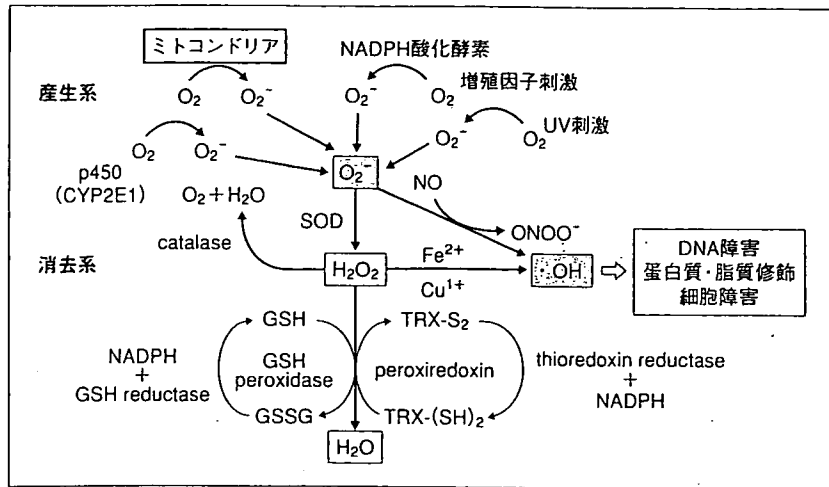 ミトコンドリア
NADPH酸化酵素
産生系
O₂ O₂⁻
O₂⁻ O₂
増殖因子刺激
O₂⁻ O₂
UV刺激
O₂ O₂⁻
p450
(CYP2E1)
O₂⁻
O₂+H₂O
NO
SOD
ONOO⁻
catalase
消去系
H₂O₂
Fe²⁺
Cu¹⁺
·OH
DNA障害
蛋白質・脂質修飾
細胞障害
GSH
TRX-S₂
NADPH
+
GSH reductase
GSH
peroxidase
peroxiredoxin
thioredoxin reductase
+
NADPH
GSSG
TRX-(SH)₂
H₂O